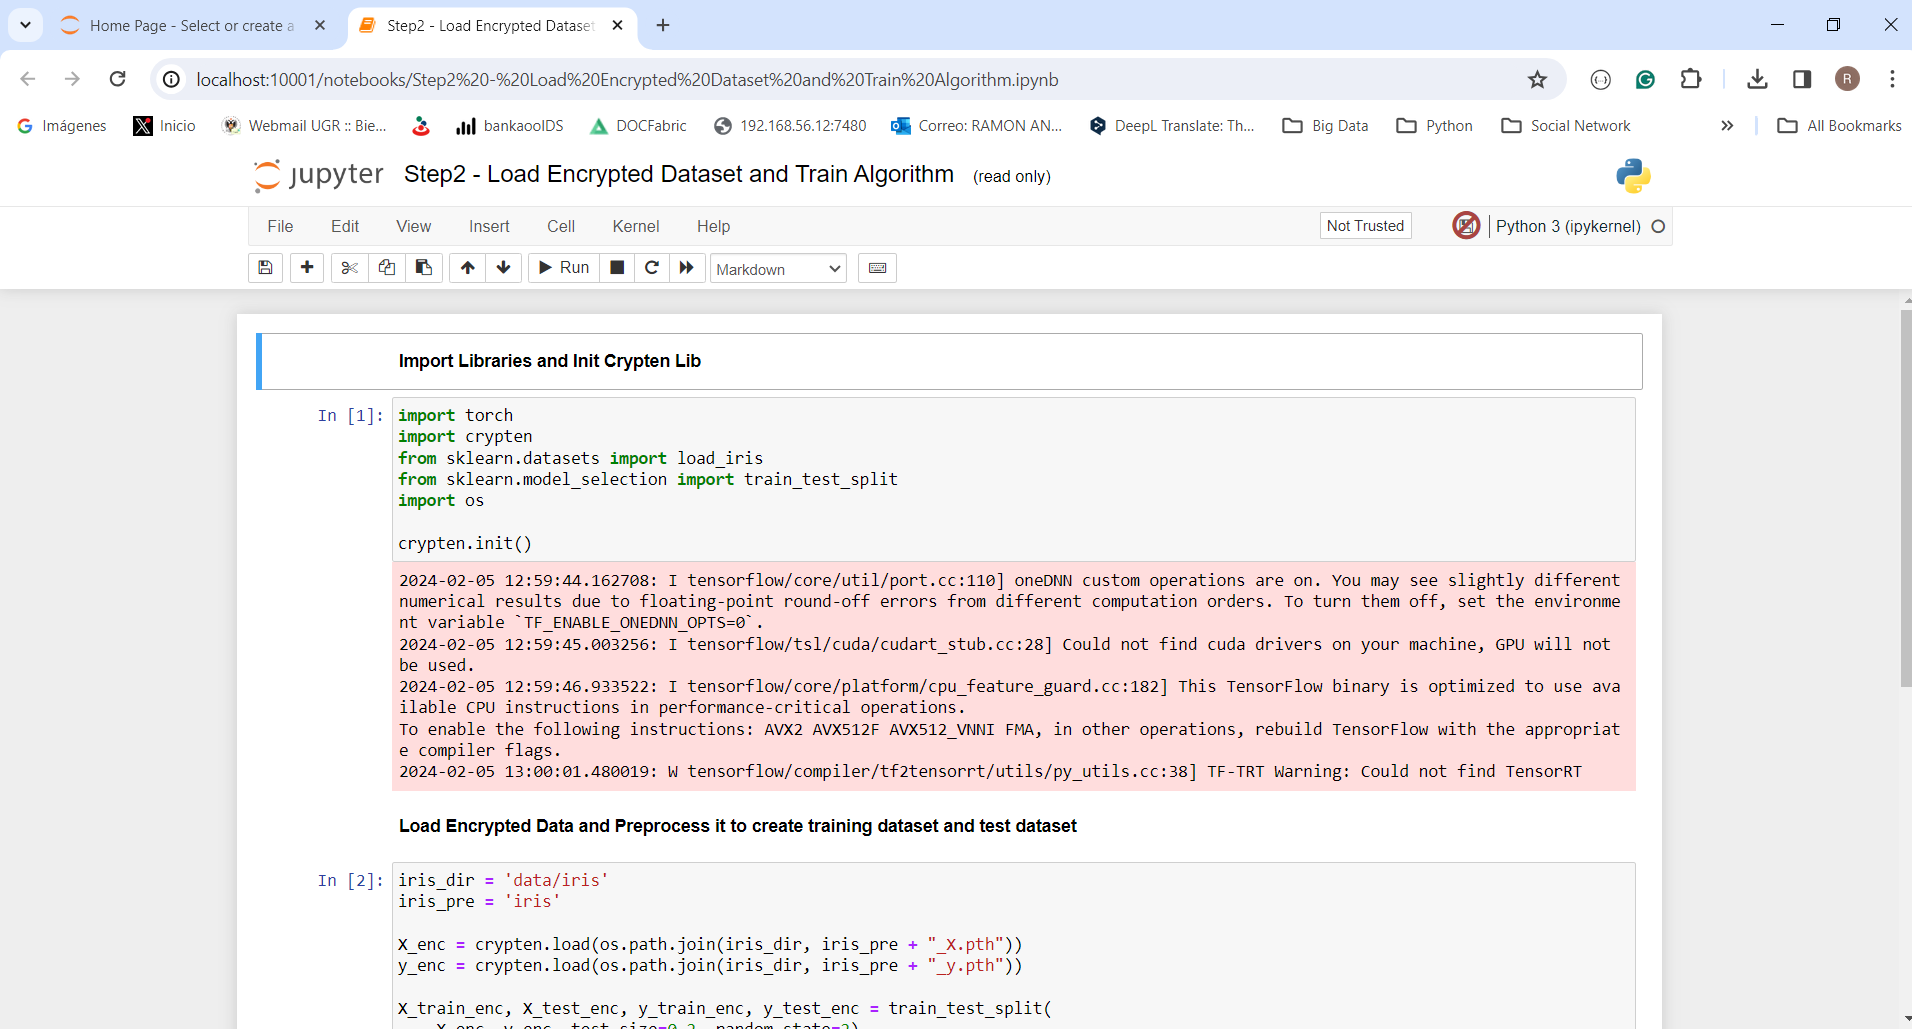 Home Page - Select or create a
Step2 - Load Encrypted Dataset
localhost:10001/notebooks/Step2%20-%20Load%20Encrypted%20Dataset%20and%20Train%20Algorithm.ipynb
R
Imágenes
Inicio
Webmail UGR :: Bie...
bankaooIDS
DOCFabric
192.168.56.12:7480
Correo: RAMON AN...
DeepL Translate: Th...
Big Data
Python
Social Network
All Bookmarks
jupyter
Step2 - Load Encrypted Dataset and Train Algorithm
(read only)
File
Edit
View
Insert
Cell
Kernel
Help
Not Trusted
Python 3 (ipykernel)
Run
Markdown
Import Libraries and Init Crypten Lib
In [1]:
import torch
import crypten
from sklearn.datasets import load_iris
from sklearn.model_selection import train_test_split
import os
crypten.init()
2024-02-05 12:59:44.162708: I tensorflow/core/util/port.cc:110] oneDNN custom operations are on. You may see slightly different
numerical results due to floating-point round-off errors from different computation orders. To turn them off, set the environme
nt variable `TF_ENABLE_ONEDNN_OPTS=0`.
2024-02-05 12:59:45.003256: I tensorflow/tsl/cuda/cudart_stub.cc:28] Could not find cuda drivers on your machine, GPU will not
be used.
2024-02-05 12:59:46.933522: I tensorflow/core/platform/cpu_feature_guard.cc:182] This TensorFlow binary is optimized to use ava
ilable CPU instructions in performance-critical operations.
To enable the following instructions: AVX2 AVX512F AVX512_VNNI FMA, in other operations, rebuild TensorFlow with the appropriat
e compiler flags.
2024-02-05 13:00:01.480019: W tensorflow/compiler/tf2tensorrt/utils/py_utils.cc:38] TF-TRT Warning: Could not find TensorRT
Load Encrypted Data and Preprocess it to create training dataset and test dataset
In [2]:
iris_dir = 'data/iris'
iris_pre = 'iris'
X_enc = crypten.load(os.path.join(iris_dir, iris_pre + "_X.pth"))
y_enc = crypten.load(os.path.join(iris_dir, iris_pre + "_y.pth"))
X_train_enc, X_test_enc, y_train_enc, y_test_enc = train_test_split(
X_enc, y_enc, test_size=0.2, random_state=2)